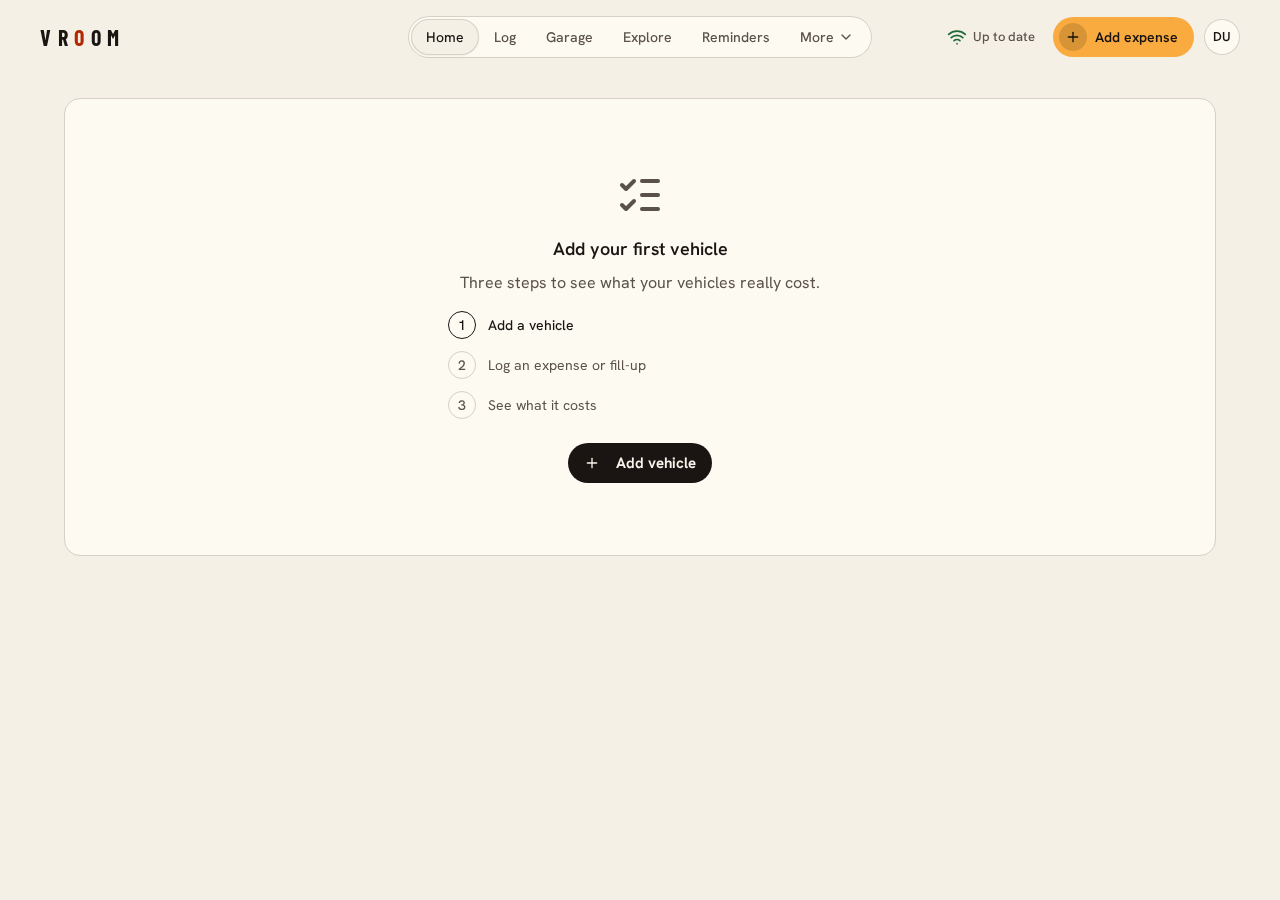 VROOM
Home
Log
Garage
Explore
Reminders
More
Up to date
Add expense
DU
Add your first vehicle
Three steps to see what your vehicles really cost.
1 Add a vehicle
2 Log an expense or fill-up
3 See what it costs
Add vehicle